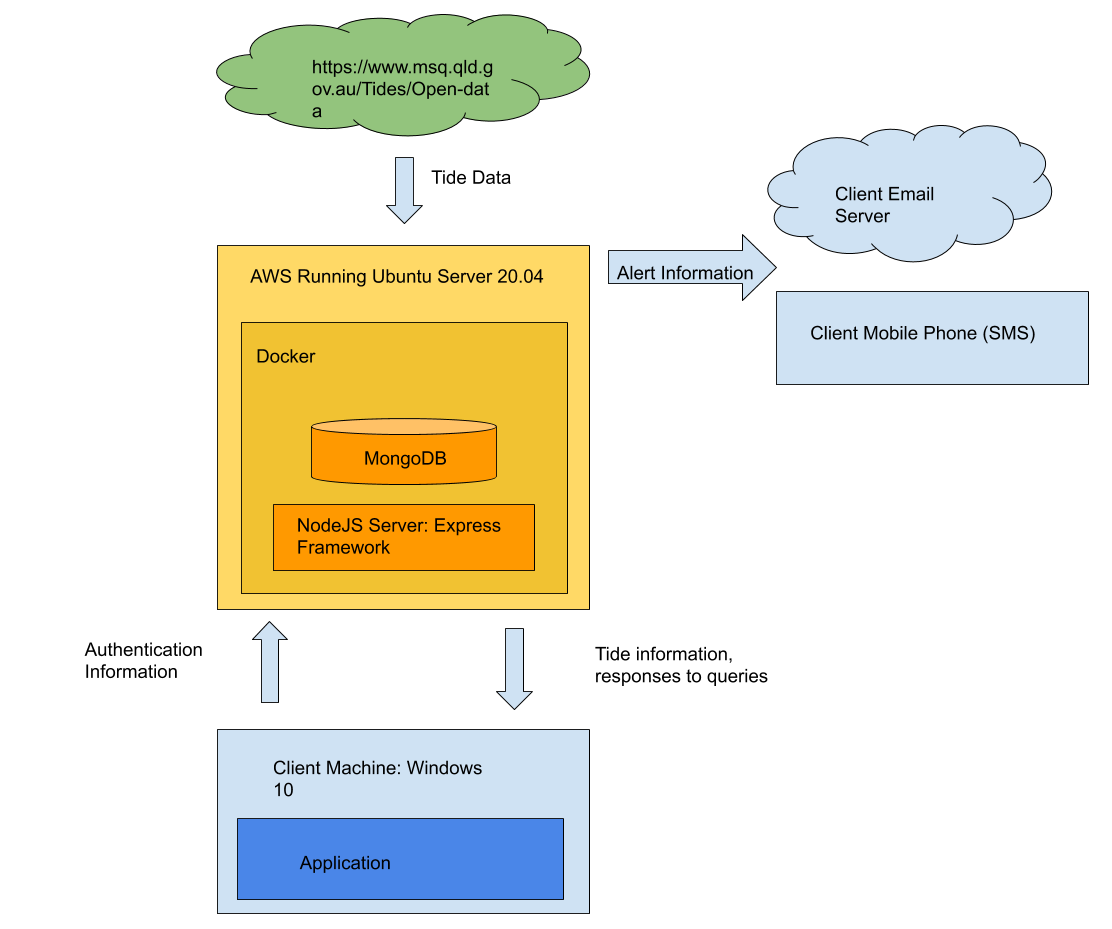 https://www.msq.qld.g
ov.au/Tides/Open-dat
a
Tide Data
Client Email
Server
AWS Running Ubuntu Server 20.04
Alert Information
Client Mobile Phone (SMS)
Docker
MongoDB
NodeJS Server: Express
Framework
Authentication
Information
Tide information,
responses to queries
Client Machine: Windows
10
Application